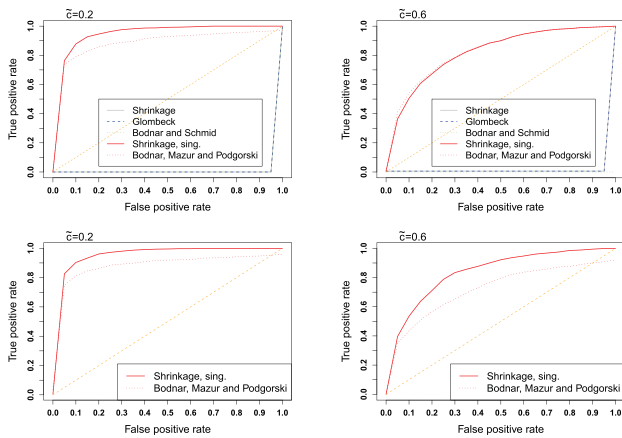 c̃=0.2
True positive rate
1.0
0.8
0.6
0.4
0.2
0.0
Shrinkage
Glombeck
Bodnar and Schmid
Shrinkage, sing.
Bodnar, Mazur and Podgorski
0.0 0.1 0.2 0.3 0.4 0.5 0.6 0.7 0.8 0.9 1.0
False positive rate
c̃=0.6
True positive rate
1.0
0.8
0.6
0.4
0.2
0.0
Shrinkage
Glombeck
Bodnar and Schmid
Shrinkage, sing.
Bodnar, Mazur and Podgorski
0.0 0.1 0.2 0.3 0.4 0.5 0.6 0.7 0.8 0.9 1.0
False positive rate
c̃=0.2
True positive rate
1.0
0.8
0.6
0.4
0.2
0.0
Shrinkage, sing.
Bodnar, Mazur and Podgorski
0.0 0.1 0.2 0.3 0.4 0.5 0.6 0.7 0.8 0.9 1.0
False positive rate
c̃=0.6
True positive rate
1.0
0.8
0.6
0.4
0.2
0.0
Shrinkage, sing.
Bodnar, Mazur and Podgorski
0.0 0.1 0.2 0.3 0.4 0.5 0.6 0.7 0.8 0.9 1.0
False positive rate